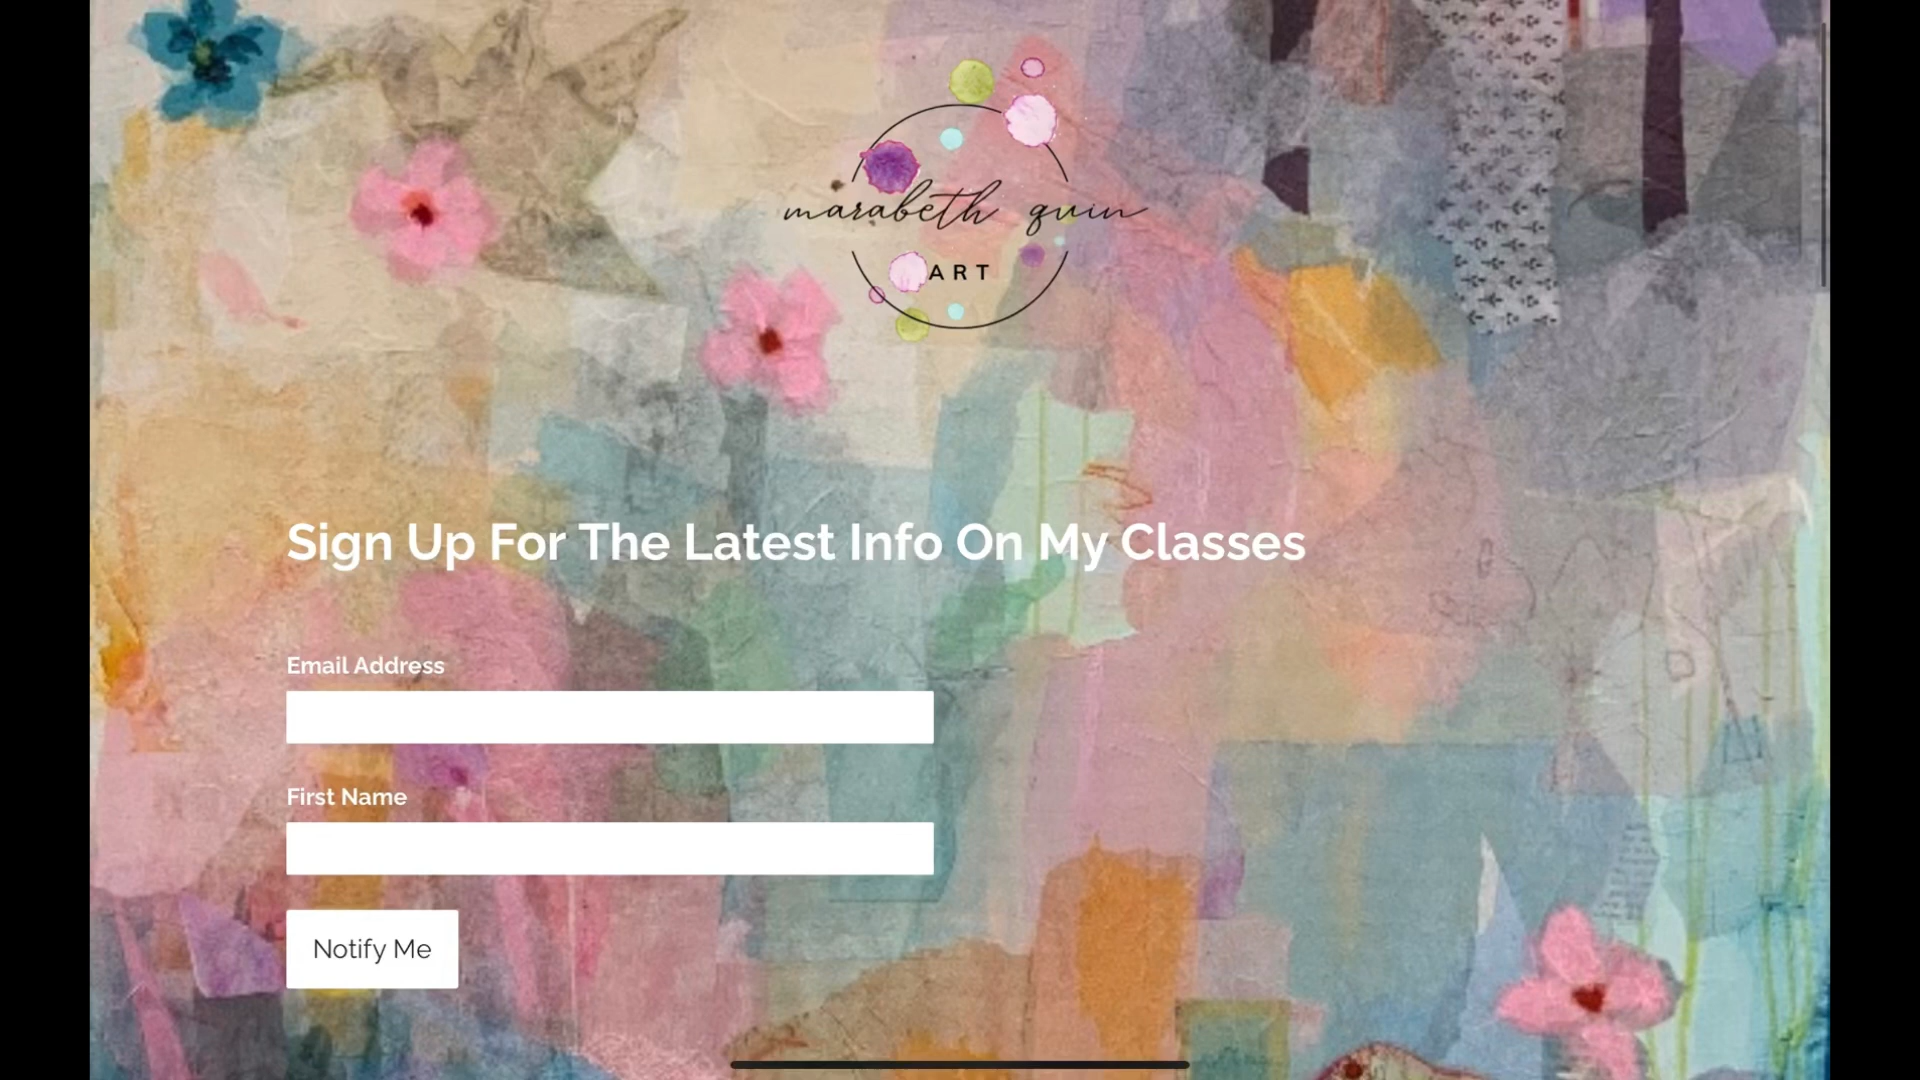 marabeth quin
ART
Sign Up For The Latest Info On My Classes
Email Address
First Name
Notify Me